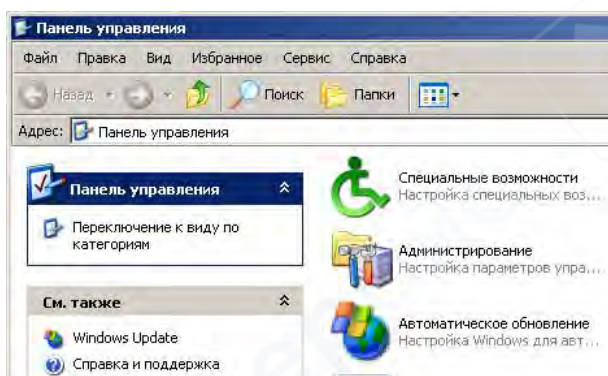 Панель управления
Файл Правка Вид Избранное Сервис Справка
Назад Поиск Папки
Адрес: Панель управления
Панель управления
Переключение к виду по
категориям
См. также
Windows Update
Справка и поддержка
Специальные возможности
Настройка специальных воз...
Администрирование
Настройка параметров упра...
Автоматическое обновление
Настройка Windows для авт...